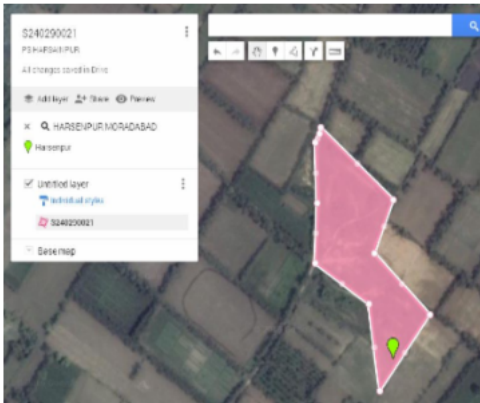 S240290021
PS HARSANPUR
All changes saved in Drive
Add layer Share Preview
HARSENPUR,MORADABAD
Harsenpur
Untitled layer
Individual styles
S240290021
Base map